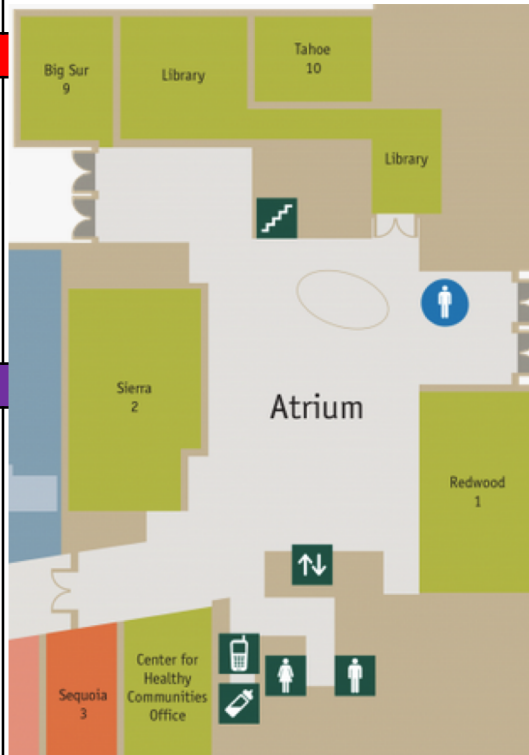 Big Sur
9
Library
Tahoe
10
Library
Sierra
2
Atrium
Redwood
1
Sequoia
3
Center for
Healthy
Communities
Office